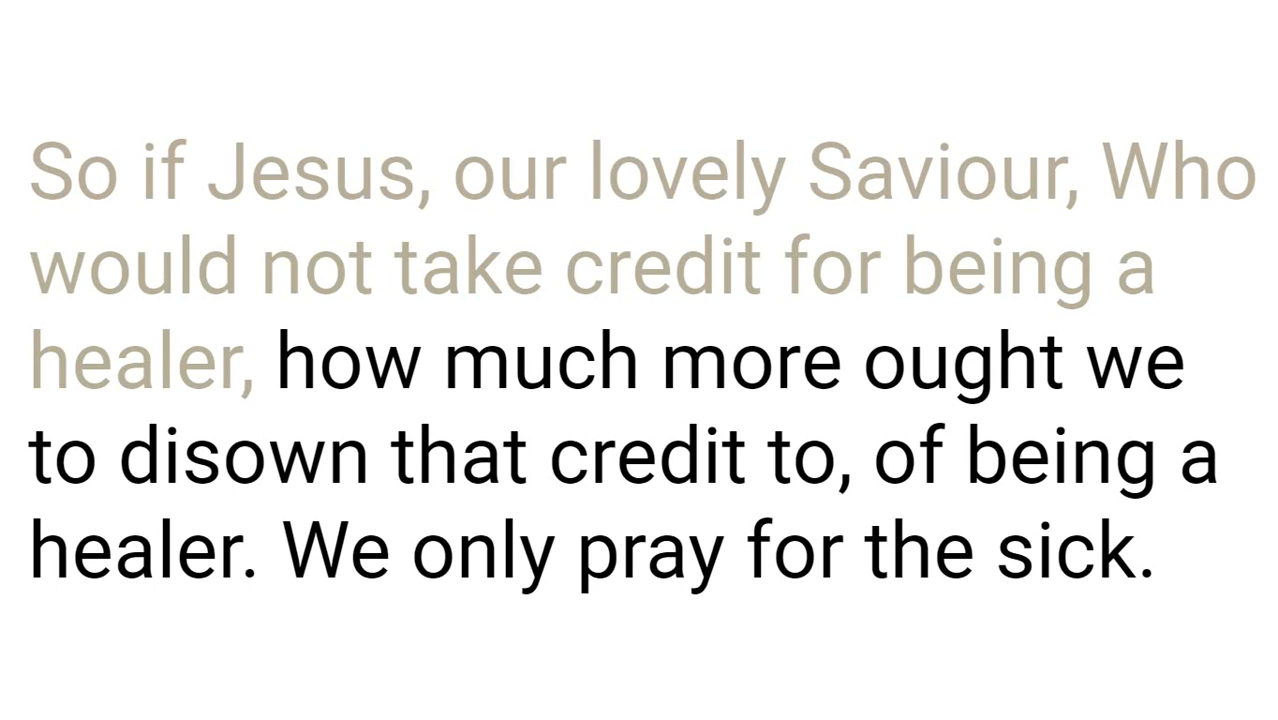 So if Jesus, our lovely Saviour, Who
would not take credit for being a
healer, how much more ought we
to disown that credit to, of being a
healer. We only pray for the sick.